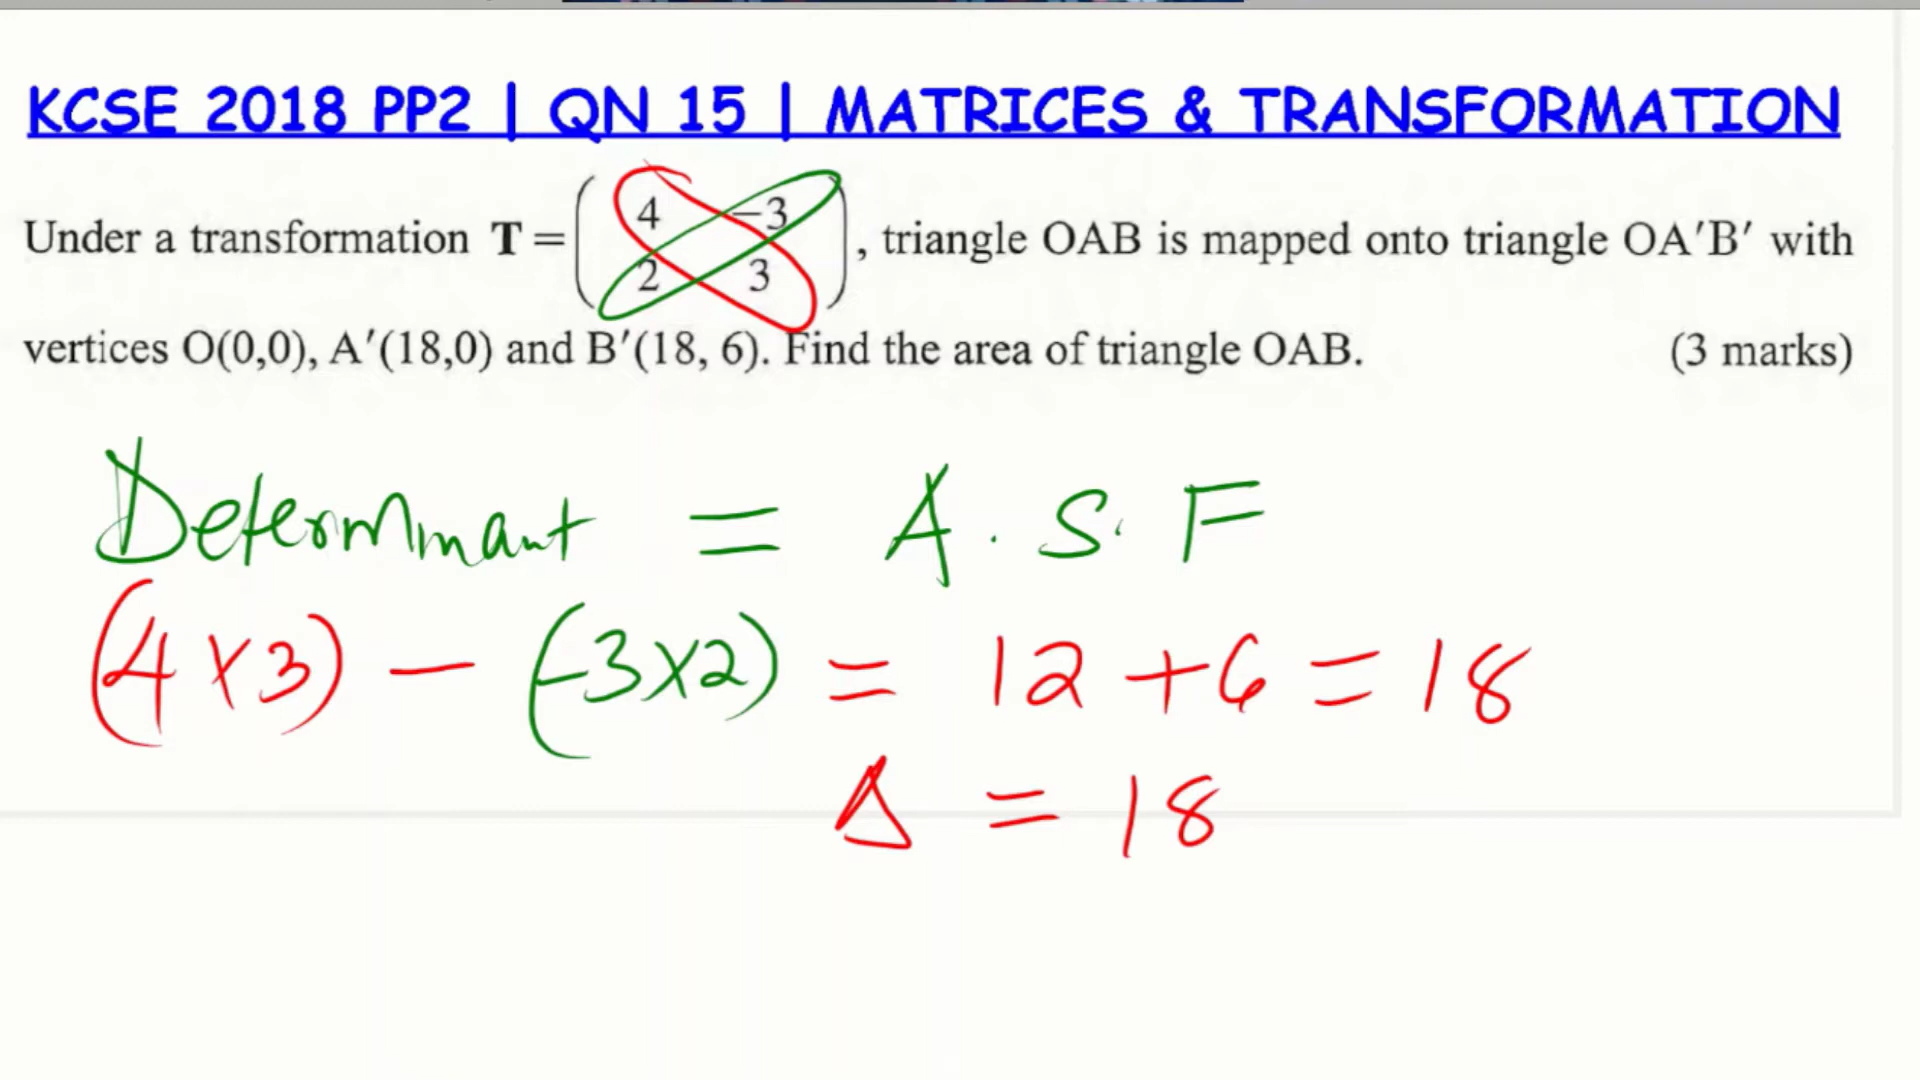 KCSE 2018 PP2 | QN 15 | MATRICES & TRANSFORMATION
Under a transformation T = ( 4 −3 2 3 ), triangle OAB is mapped onto triangle OA′B′ with
vertices O(0,0), A′(18,0) and B′(18, 6). Find the area of triangle OAB. (3 marks)
Determinant = A.S.F
(4 x 3) − (−3x2) = 12 + 6 = 18
Δ = 18